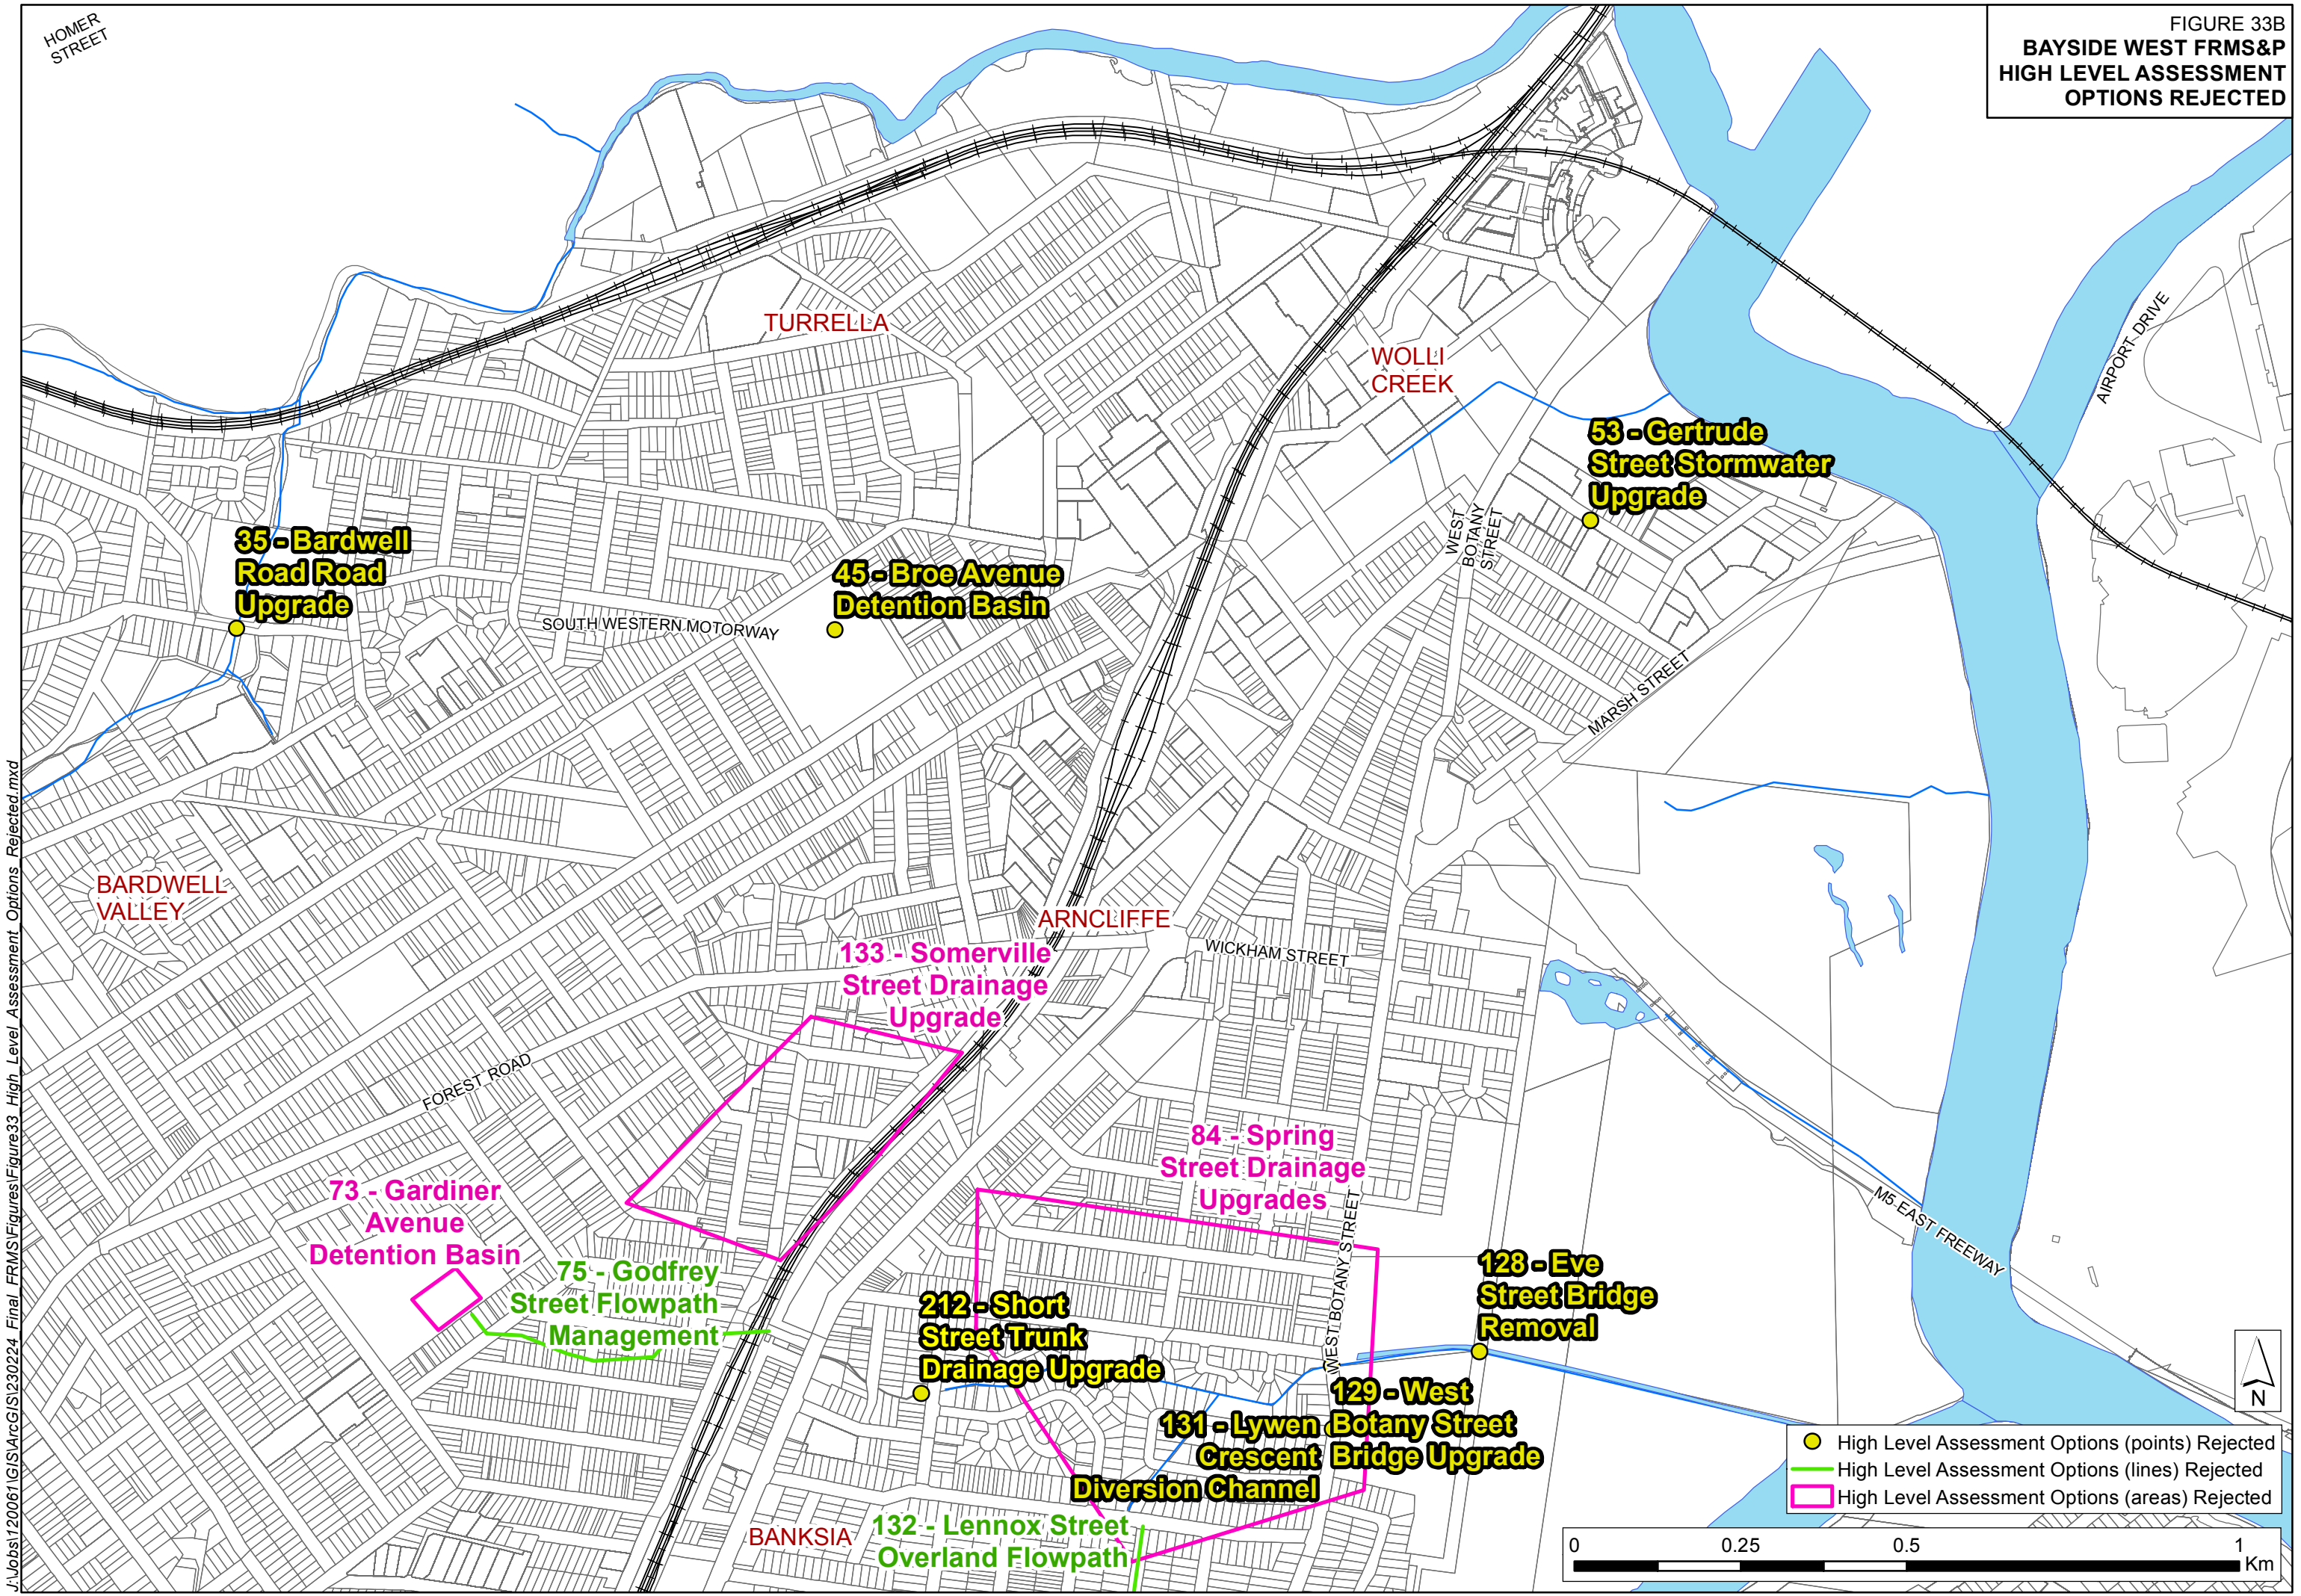 HOMER
STREET
FIGURE 33B
BAYSIDE WEST FRMS&P
HIGH LEVEL ASSESSMENT
OPTIONS REJECTED
TURRELLA
WOLLI
CREEK
AIRPORT DRIVE
53 - Gertrude
Street Stormwater
Upgrade
WEST
BOTANY
STREET
35 - Bardwell
Road Road
Upgrade
45 - Broe Avenue
Detention Basin
SOUTH WESTERN MOTORWAY
MARSH STREET
BARDWELL
VALLEY
ARNCLIFFE
WICKHAM STREET
133 - Somerville
Street Drainage
Upgrade
FOREST ROAD
84 - Spring
Street Drainage
Upgrades
73 - Gardiner
Avenue
Detention Basin
M5 EAST FREEWAY
WEST BOTANY STREET
75 - Godfrey
Street Flowpath
Management
128 - Eve
Street Bridge
Removal
212 - Short
Street Trunk
Drainage Upgrade
129 - West
Botany Street
Bridge Upgrade
131 - Lywen
Crescent
Diversion Channel
132 - Lennox Street
Overland Flowpath
BANKSIA
N
High Level Assessment Options (points) Rejected
High Level Assessment Options (lines) Rejected
High Level Assessment Options (areas) Rejected
0 0.25 0.5 1
Km
J:\Jobs\120061\GIS\ArcGIS\230224_Final_FRMS\Figures\Figure33_High_Level_Assessment_Options_Rejected.mxd